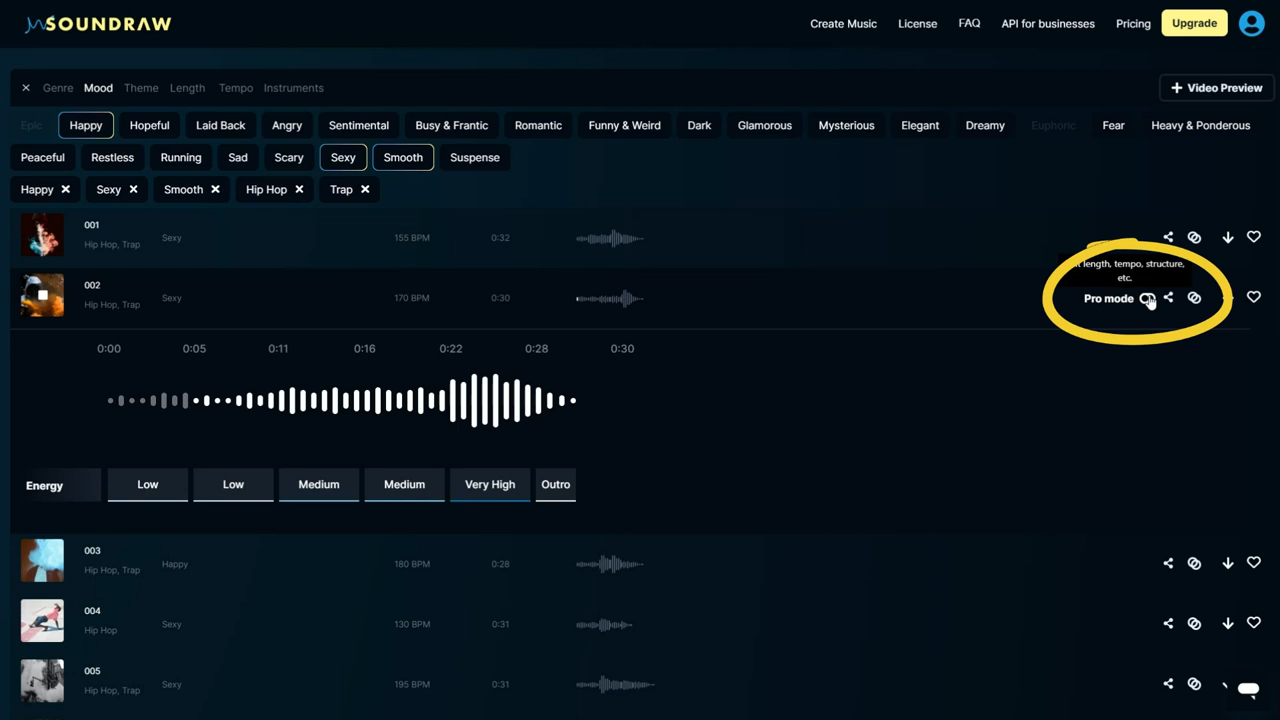 SOUNDRAW
Create Music License FAQ API for businesses Pricing Upgrade
Genre Mood Theme Length Tempo Instruments
Video Preview
Epic Happy Hopeful Laid Back Angry Sentimental Busy & Frantic Romantic Funny & Weird Dark Glamorous Mysterious Elegant Dreamy Euphoric Fear Heavy & Ponderous
Peaceful Restless Running Sad Scary Sexy Smooth Suspense
Happy Sexy Smooth Hip Hop Trap
001
Hip Hop, Trap Sexy 155 BPM 0:32
length, tempo, structure,
etc.
002
Hip Hop, Trap Sexy 170 BPM 0:30
Pro mode
0:00 0:05 0:11 0:16 0:22 0:28 0:30
Energy Low Low Medium Medium Very High Outro
003
Hip Hop, Trap Happy 180 BPM 0:28
004
Hip Hop Sexy 130 BPM 0:31
005
Hip Hop, Trap Sexy 195 BPM 0:31